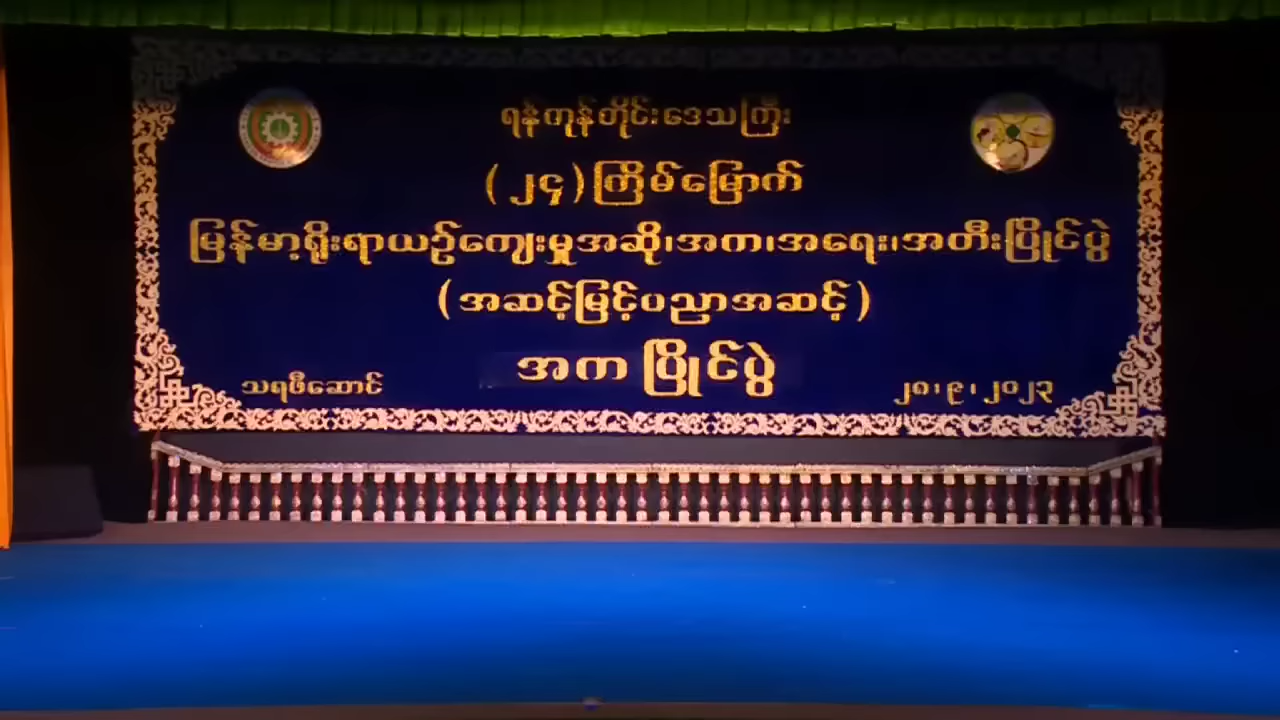 ရန်ကုန်တိုင်းဒေသကြီး
(၂၄)ကြိမ်မြောက်
မြန်မာ့ရိုးရာယဉ်ကျေးမှုအဆို၊အက၊အရေး၊အတီးပြိုင်ပွဲ
(အဆင့်မြင့်ပညာအဆင့်)
အက ပြိုင်ပွဲ
သရဖီဆောင်
၂၈၊၉၊၂၀၂၃